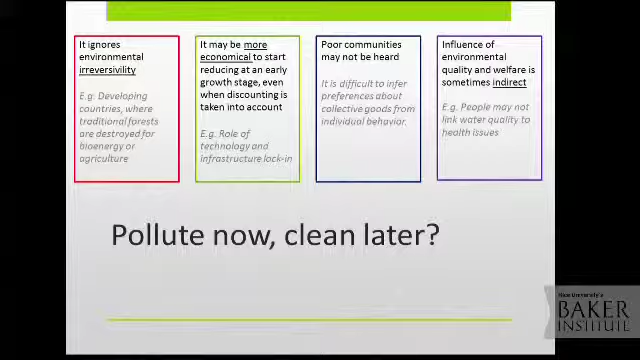 It ignores
environmental
irreversivility
E.g: Developing
countries, where
traditional forests
are destroyed for
bioenergy or
agriculture
It may be more
economical to start
reducing at an early
growth stage, even
when discounting is
taken into account
E.g. Role of
technology and
infrastructure lock-in
Poor communities
may not be heard
It is difficult to infer
preferences about
collective goods from
individual behavior.
Influence of
environmental
quality and welfare is
sometimes indirect
E.g. People may not
link water quality to
health issues
Pollute now, clean later?
Rice University's
BAKER
INSTITUTE